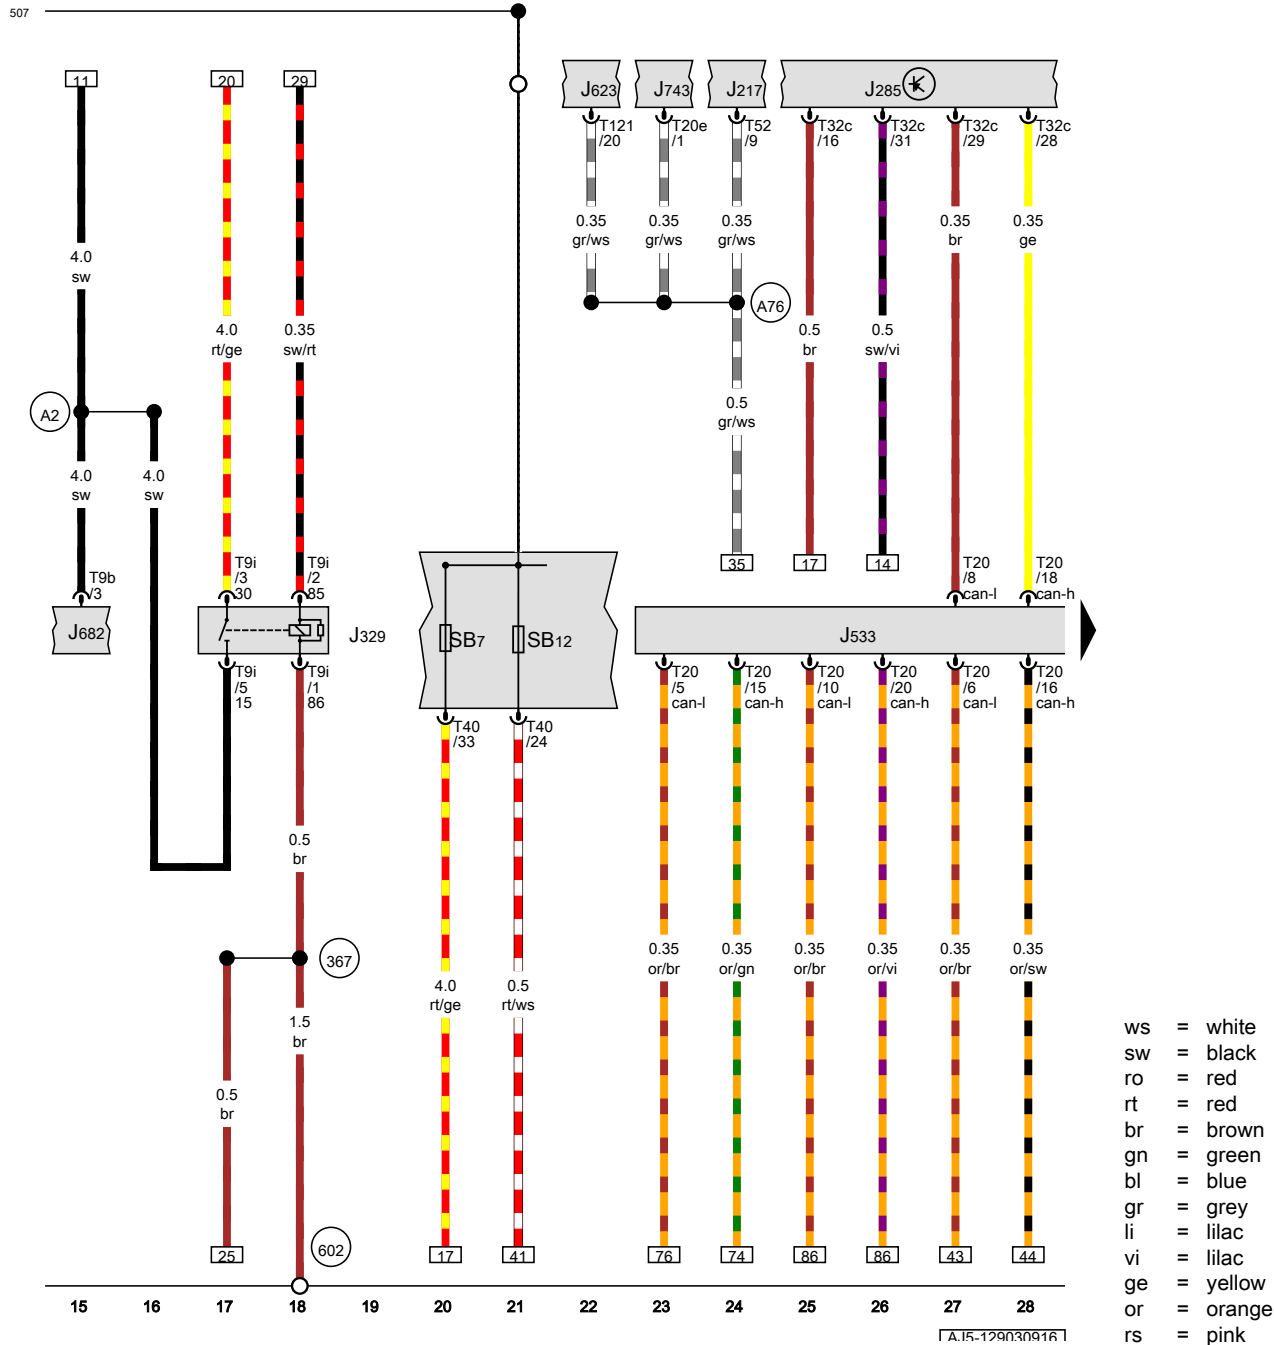 507
11
20
29
J623
J743
J217
J285
T121
/20
T20e
/1
T52
/9
T32c
/16
T32c
/31
T32c
/29
T32c
/28
0.35
gr/ws
0.35
gr/ws
0.35
gr/ws
0.35
br
0.35
ge
4.0
sw
A76
4.0
rt/ge
0.35
sw/rt
0.5
br
0.5
sw/vi
A2
0.5
gr/ws
4.0
sw
4.0
sw
35
17
14
T9b
/3
T9i
/3
30
T9i
/2
85
T20
/8
can-l
T20
/18
can-h
J682
J329
SB7
SB12
J533
T9i
/5
15
T9i
/1
86
T20
/5
can-l
T20
/15
can-h
T20
/10
can-l
T20
/20
can-h
T20
/6
can-l
T20
/16
can-h
T40
/33
T40
/24
0.5
br
367
0.35
or/br
0.35
or/gn
0.35
or/br
0.35
or/vi
0.35
or/br
0.35
or/sw
4.0
rt/ge
0.5
rt/ws
1.5
br
0.5
br
602
25
17
41
76
74
86
86
43
44
15 16 17 18 19 20 21 22 23 24 25 26 27 28
AJ5-129030916
ws = white
sw = black
ro = red
rt = red
br = brown
gn = green
bl = blue
gr = grey
li = lilac
vi = lilac
ge = yellow
or = orange
rs = pink